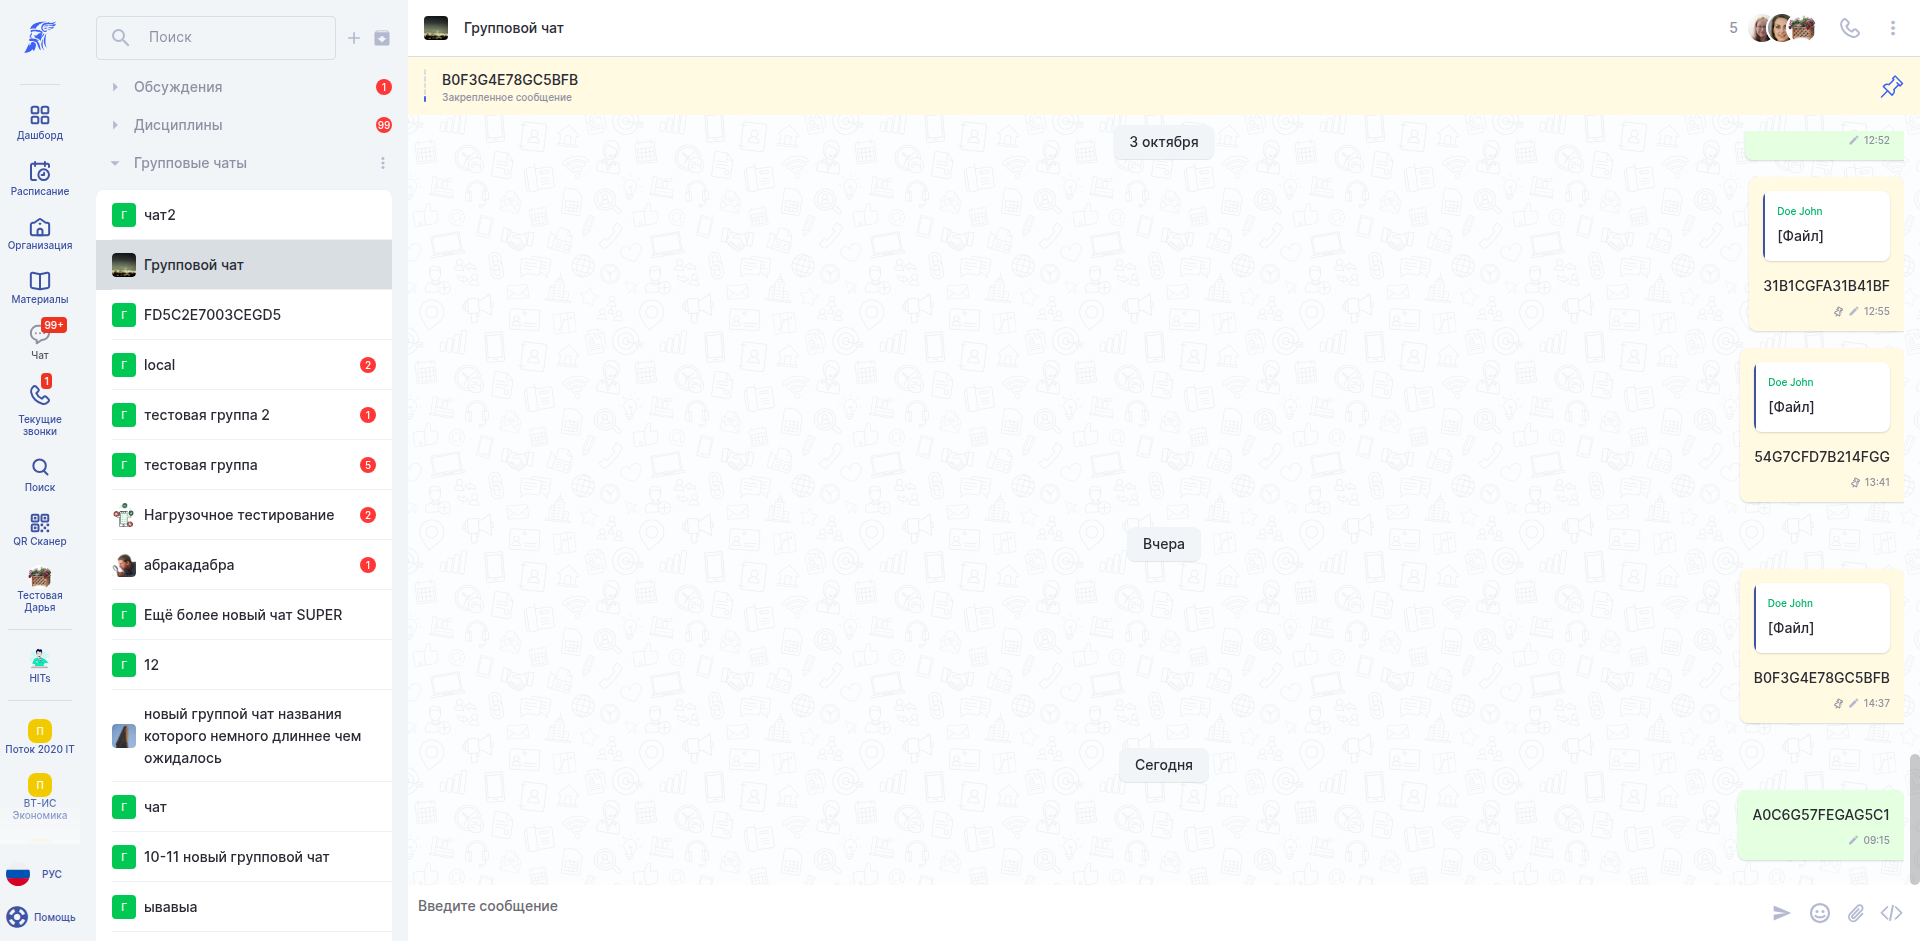 Дашборд
Расписание
Организация
Материалы
99+
Чат
1
Текущие
звонки
Поиск
QR Сканер
Тестовая
Дарья
HITs
П
Поток 2020 IT
П
ВТ-ИС
Экономика
РУС
Помощь
Поиск
Обсуждения 1
Дисциплины 99
Групповые чаты
Г чат2
Групповой чат
Г FD5C2E7003CEGD5
Г local 2
Г тестовая группа 2 1
Г тестовая группа 5
Нагрузочное тестирование 2
абракадабра 1
Г Ещё более новый чат SUPER
Г 12
новый группой чат названия
которого немного длиннее чем
ожидалось
Г чат
Г 10-11 новый групповой чат
Г ывавыа
Групповой чат 5
B0F3G4E78GC5BFB
Закрепленное сообщение
3 октября
12:52
Doe John
[Файл]
31B1CGFA31B41BF
12:55
Doe John
[Файл]
54G7CFD7B214FGG
13:41
Вчера
Doe John
[Файл]
B0F3G4E78GC5BFB
14:37
Сегодня
A0C6G57FEGAG5C1
09:15
Введите сообщение